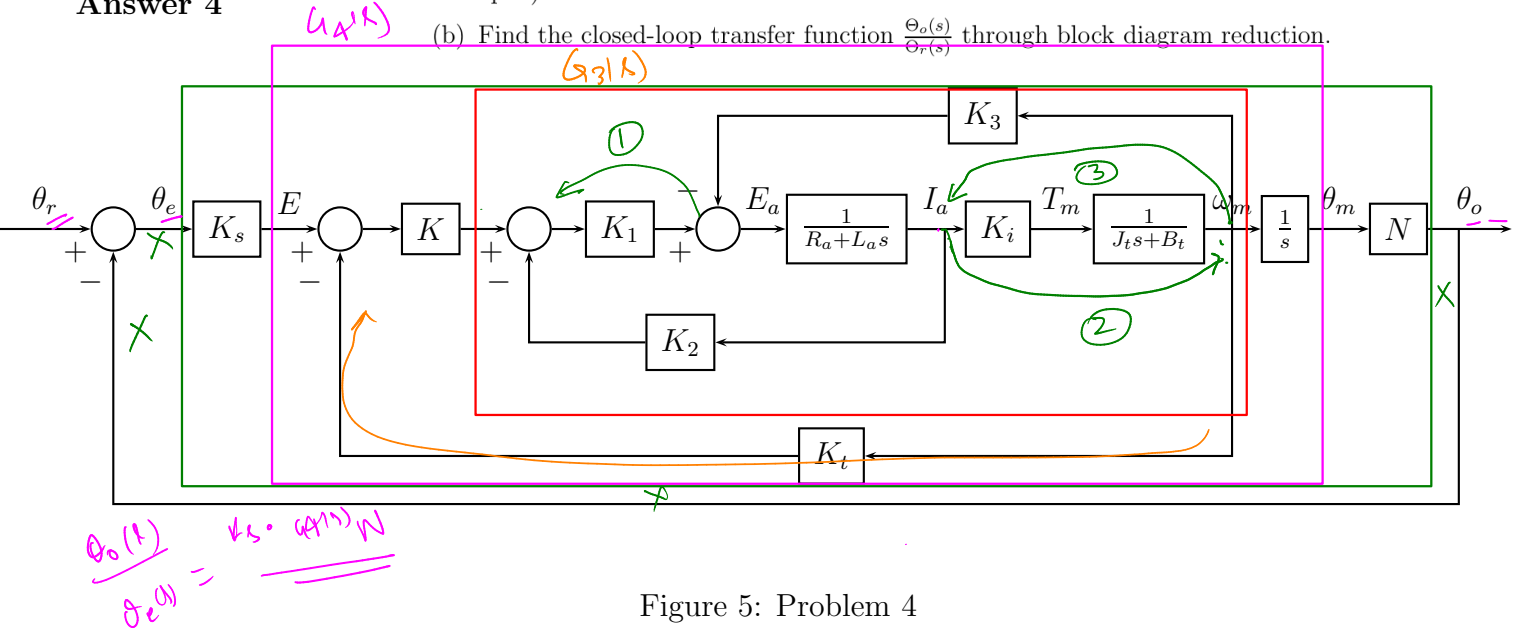 Answer 4
G4(s)
(b) Find the closed-loop transfer function Θo(s)/Θr(s) through block diagram reduction.
G3(s)
K3
1
3
θr θe Ks E K K1 Ea 1/(Ra+Las) Ia Ki Tm 1/(Jts+Bt) ωm 1/s θm N θo
+ + + +
− − − −
X X X X
K2
2
Kt
θo(s)/θe(s) = Ks · G4(s) N
Figure 5: Problem 4